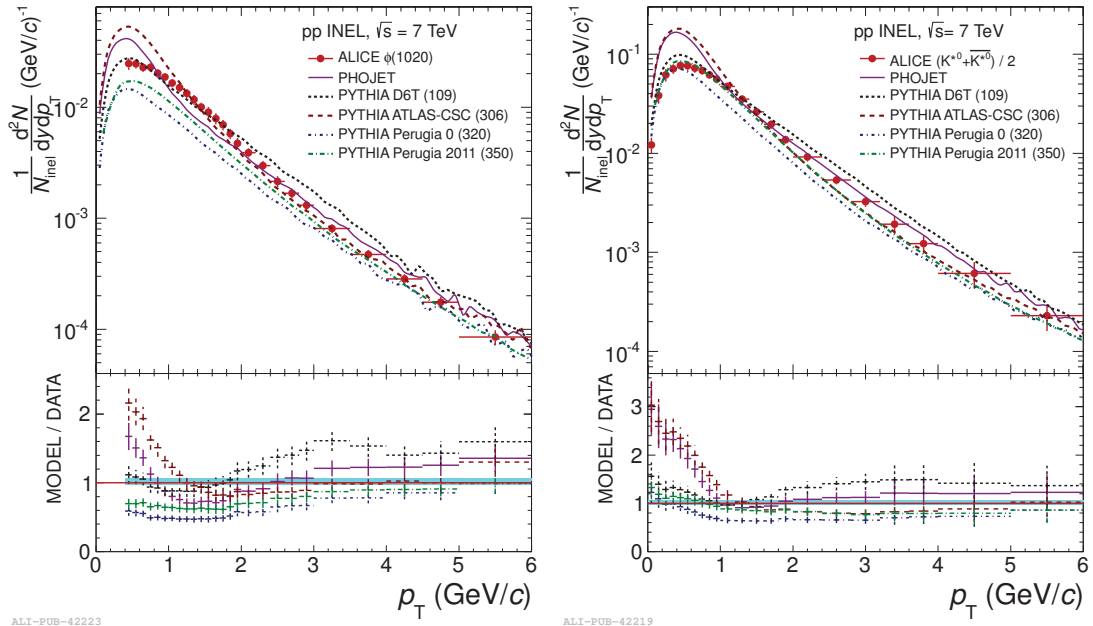 pp INEL, √s = 7 TeV
ALICE ϕ(1020)
PHOJET
PYTHIA D6T (109)
PYTHIA ATLAS-CSC (306)
PYTHIA Perugia 0 (320)
PYTHIA Perugia 2011 (350)
1/N_inel d²N/dydp_T (GeV/c)⁻¹
10⁻¹
10⁻²
10⁻³
10⁻⁴
MODEL / DATA
2
1
0
0 1 2 3 4 5 6
p_T (GeV/c)
ALI-PUB-42223
pp INEL, √s= 7 TeV
ALICE (K*⁰+K̅*⁰) / 2
PHOJET
PYTHIA D6T (109)
PYTHIA ATLAS-CSC (306)
PYTHIA Perugia 0 (320)
PYTHIA Perugia 2011 (350)
1/N_inel d²N/dydp_T (GeV/c)⁻¹
10⁻¹
10⁻²
10⁻³
10⁻⁴
MODEL / DATA
3
2
1
0
0 1 2 3 4 5 6
p_T (GeV/c)
ALI-PUB-42219